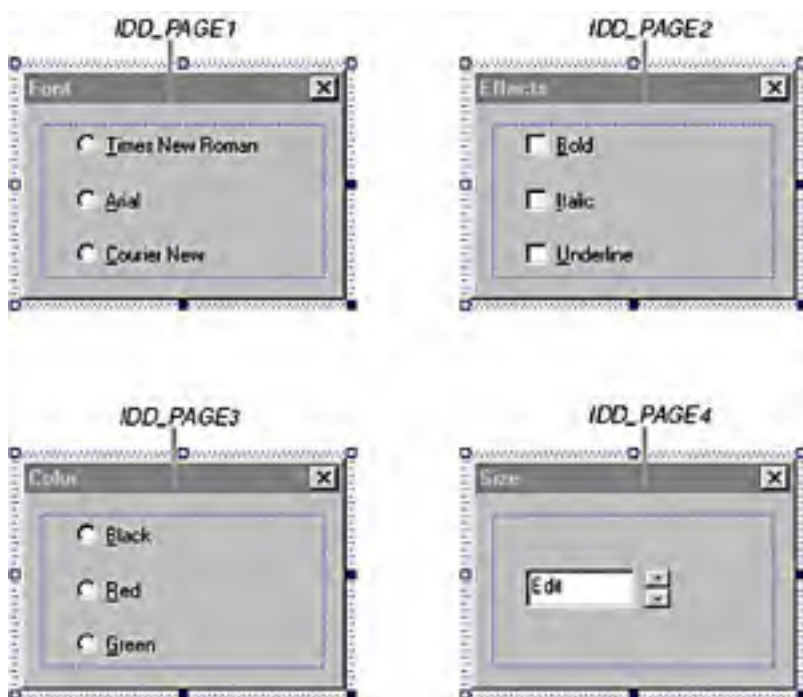 IDD_PAGE1
Font
Times New Roman
Arial
Courier New
IDD_PAGE2
Effects
Bold
Italic
Underline
IDD_PAGE3
Color
Black
Red
Green
IDD_PAGE4
Size
Edit